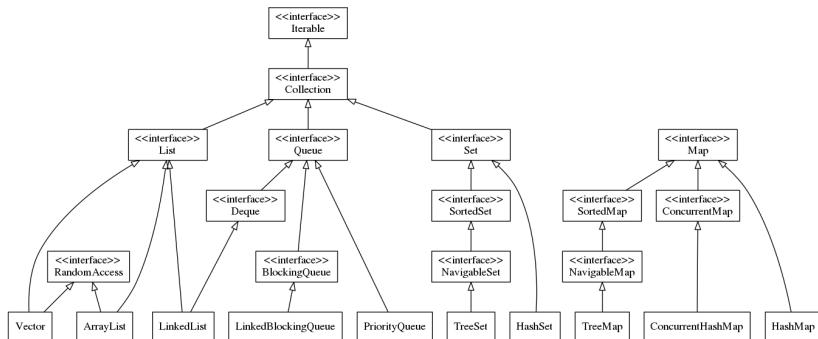 <<interface>>
Iterable
<<interface>>
Collection
<<interface>>
List
<<interface>>
Queue
<<interface>>
Set
<<interface>>
Map
<<interface>>
Deque
<<interface>>
SortedSet
<<interface>>
SortedMap
<<interface>>
ConcurrentMap
<<interface>>
RandomAccess
<<interface>>
BlockingQueue
<<interface>>
NavigableSet
<<interface>>
NavigableMap
Vector
ArrayList
LinkedList
LinkedBlockingQueue
PriorityQueue
TreeSet
HashSet
TreeMap
ConcurrentHashMap
HashMap